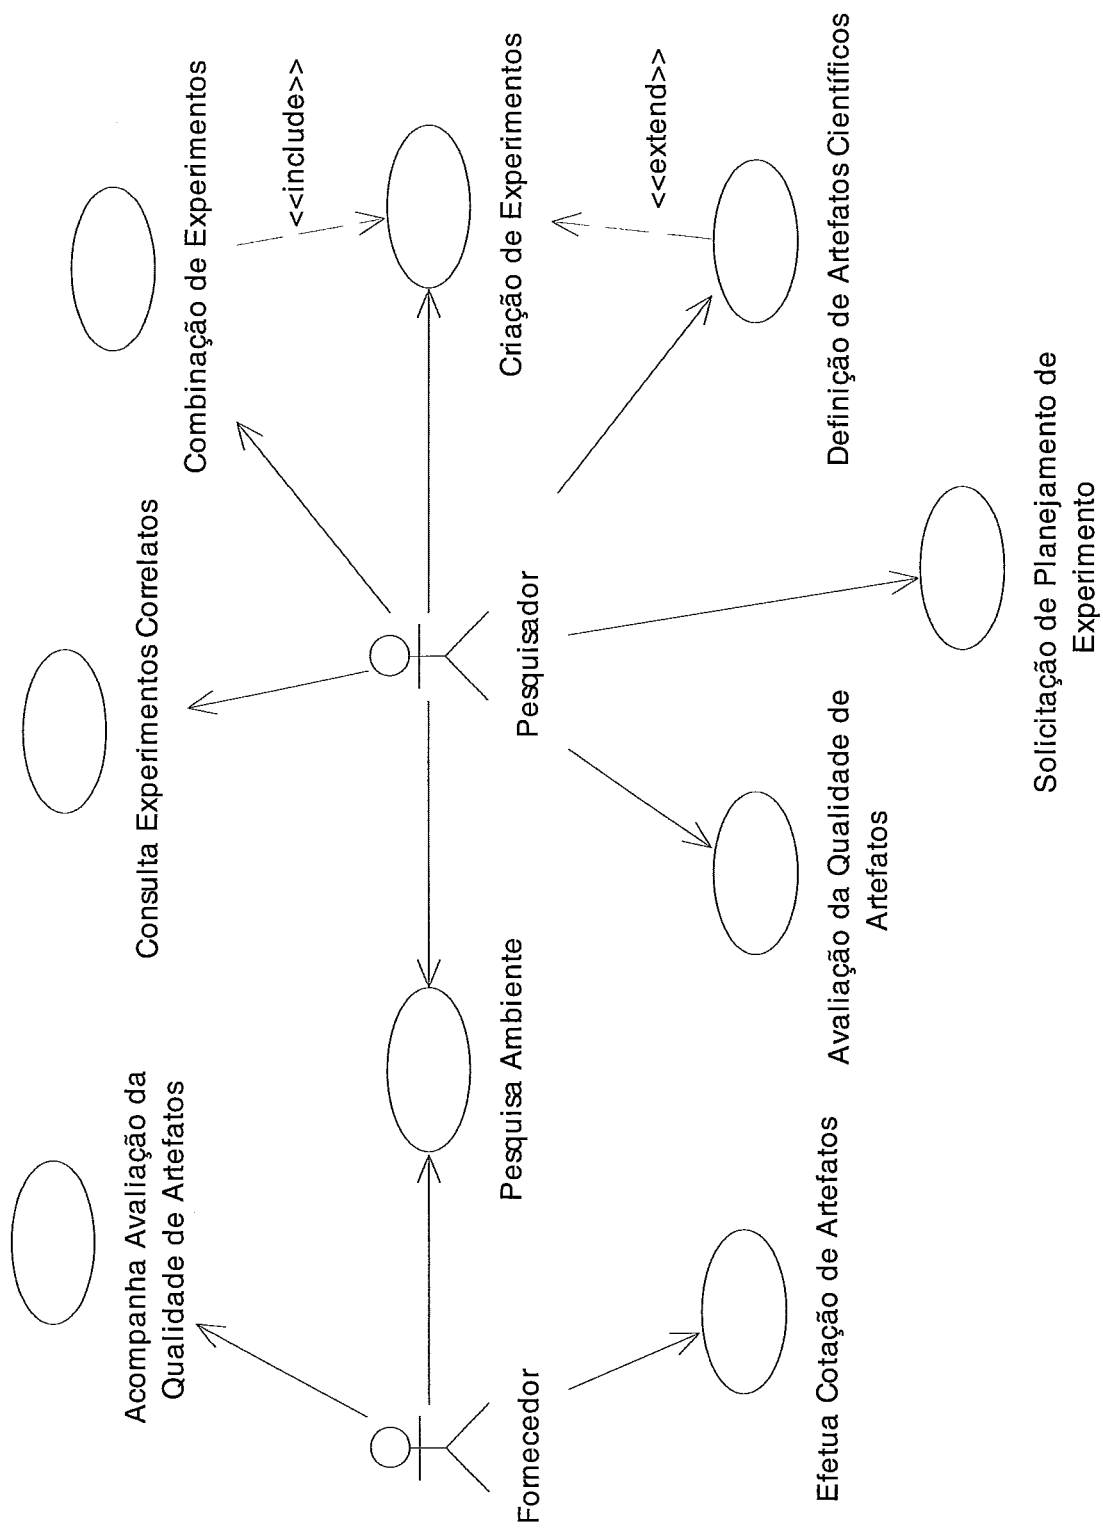 Acompanha Avaliação da
Qualidade de Artefatos
Consulta Experimentos Correlatos
Combinação de Experimentos
<<include>>
Fornecedor
Pesquisa Ambiente
Pesquisador
Criação de Experimentos
<<extend>>
Efetua Cotação de Artefatos
Avaliação da Qualidade de
Artefatos
Definição de Artefatos Científicos
Solicitação de Planejamento de
Experimento